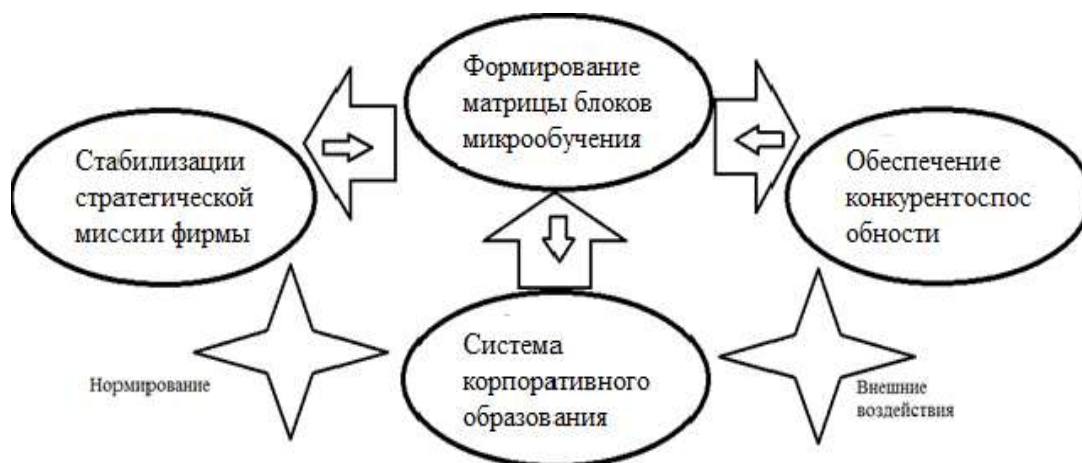 Формирование
матрицы блоков
микрообучения
Стабилизации
стратегической
миссии фирмы
Обеспечение
конкурентоспос
обности
Система
корпоративного
образования
Нормирование
Внешние
воздействия